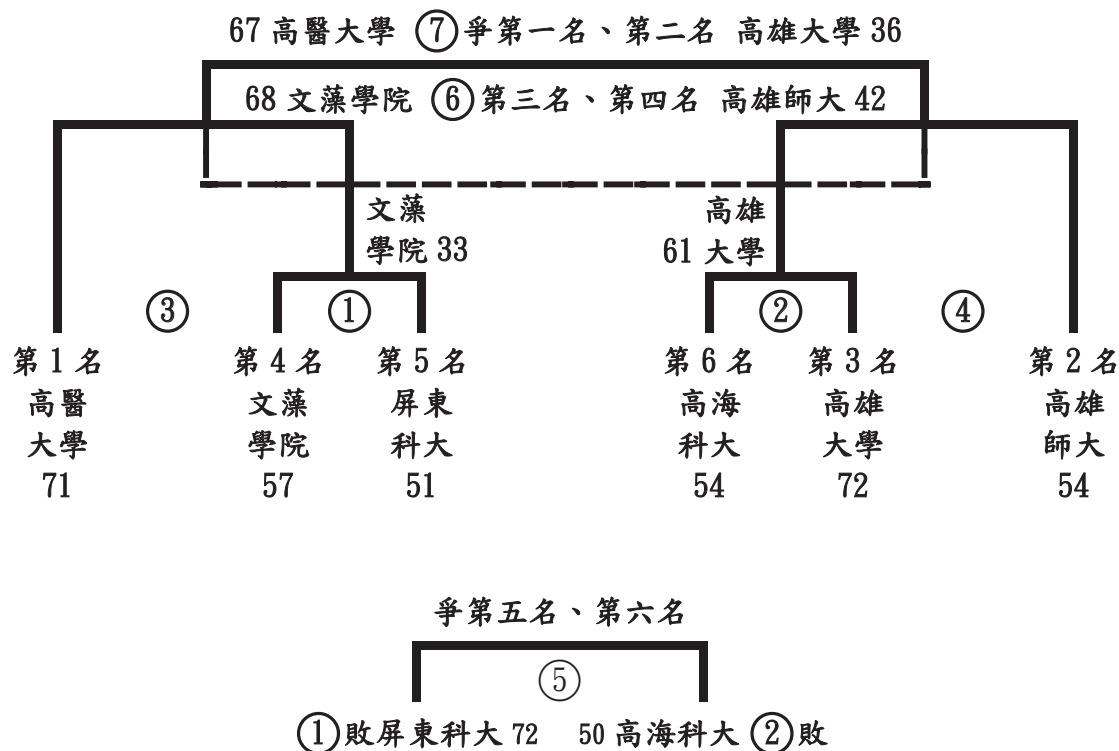 67 高醫大學 ⑦爭第一名、第二名 高雄大學 36
68 文藻學院 ⑥第三名、第四名 高雄師大 42
文藻
學院 33
高雄
61 大學
③ ① ② ④
第 1 名
高醫
大學
71
第 4 名
文藻
學院
57
第 5 名
屏東
科大
51
第 6 名
高海
科大
54
第 3 名
高雄
大學
72
第 2 名
高雄
師大
54
爭第五名、第六名
⑤
①敗屏東科大 72 50 高海科大②敗